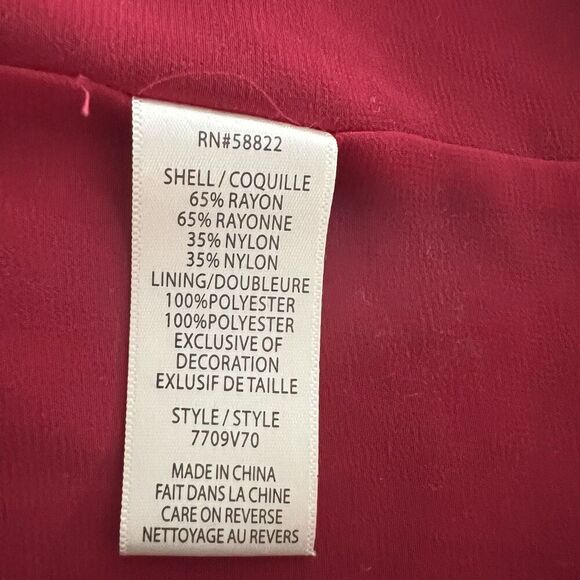 RN#58822
SHELL / COQUILLE
65% RAYON
65% RAYONNE
35% NYLON
35% NYLON
LINING/DOUBLEURE
100%POLYESTER
100%POLYESTER
EXCLUSIVE OF
DECORATION
EXLUSIF DE TAILLE
STYLE / STYLE
7709V70
MADE IN CHINA
FAIT DANS LA CHINE
CARE ON REVERSE
NETTOYAGE AU REVERS